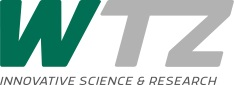 WTZ
INNOVATIVE SCIENCE & RESEARCH